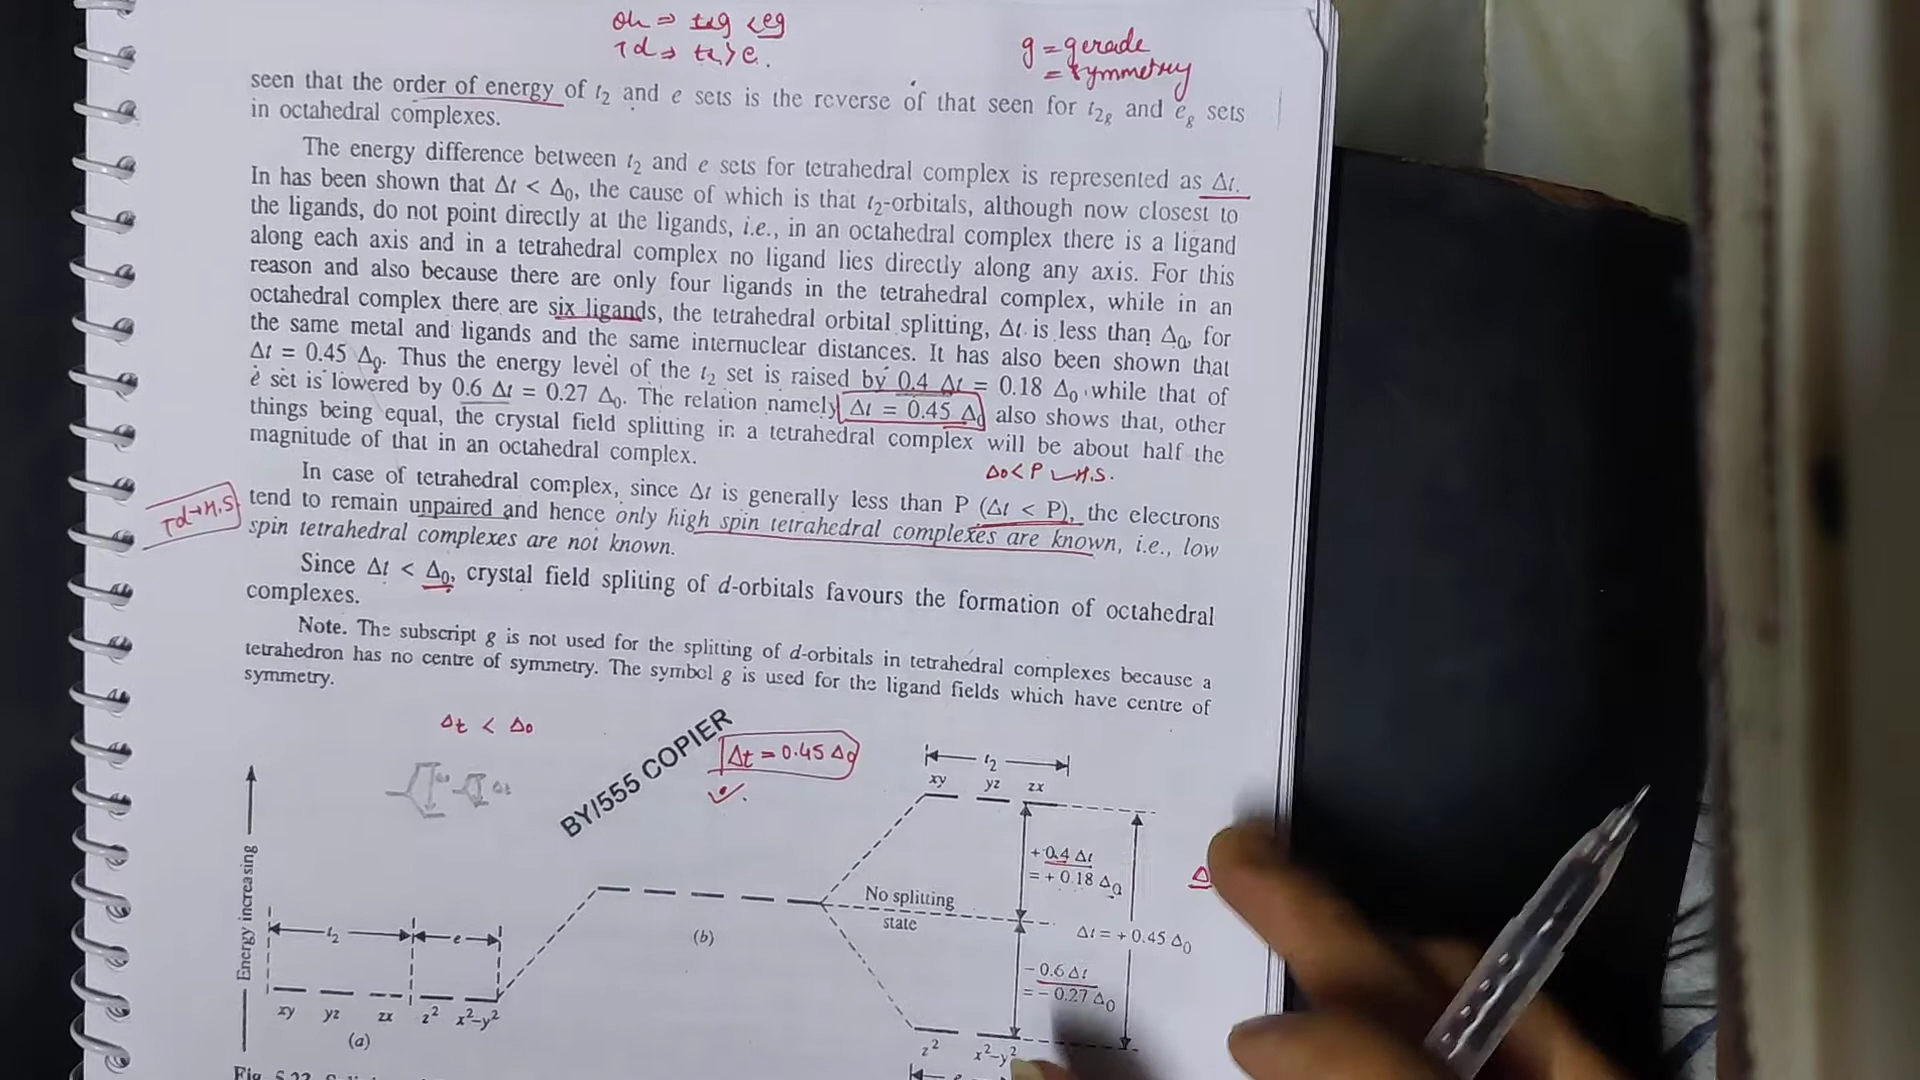 Oh ⇒ t₂g < eg
Td ⇒ t₂ > e.
g = gerade
= symmetry
seen that the order of energy of t₂ and e sets is the reverse of that seen for t₂g and eg sets
in octahedral complexes.
The energy difference between t₂ and e sets for tetrahedral complex is represented as Δt.
In has been shown that Δt < Δ₀, the cause of which is that t₂-orbitals, although now closest to
the ligands, do not point directly at the ligands, i.e., in an octahedral complex there is a ligand
along each axis and in a tetrahedral complex no ligand lies directly along any axis. For this
reason and also because there are only four ligands in the tetrahedral complex, while in an
octahedral complex there are six ligands, the tetrahedral orbital splitting, Δt is less than Δ₀, for
the same metal and ligands and the same internuclear distances. It has also been shown that
Δt = 0.45 Δ₀. Thus the energy level of the t₂ set is raised by 0.4 Δt = 0.18 Δ₀ while that of
e set is lowered by 0.6 Δt = 0.27 Δ₀. The relation namely Δt = 0.45 Δ₀ also shows that, other
things being equal, the crystal field splitting in a tetrahedral complex will be about half the
magnitude of that in an octahedral complex.
Δ₀ < P H.S.
In case of tetrahedral complex, since Δt is generally less than P (Δt < P), the electrons
Td→H.S
tend to remain unpaired and hence only high spin tetrahedral complexes are known, i.e., low
spin tetrahedral complexes are not known.
Since Δt < Δ₀, crystal field spliting of d-orbitals favours the formation of octahedral
complexes.
Note. The subscript g is not used for the splitting of d-orbitals in tetrahedral complexes because a
tetrahedron has no centre of symmetry. The symbol g is used for the ligand fields which have centre of
symmetry.
Δt < Δ₀
BY/555 COPIER
Δt = 0.45 Δ₀
t₂
xy yz zx
+ 0.4 Δt
= + 0.18 Δ₀
Δ
Energy increasing
No splitting
state
t₂ e
(b)
Δt = + 0.45 Δ₀
– 0.6 Δt
= – 0.27 Δ₀
xy yz zx z² x²–y²
(a)
z² x²–y²
e